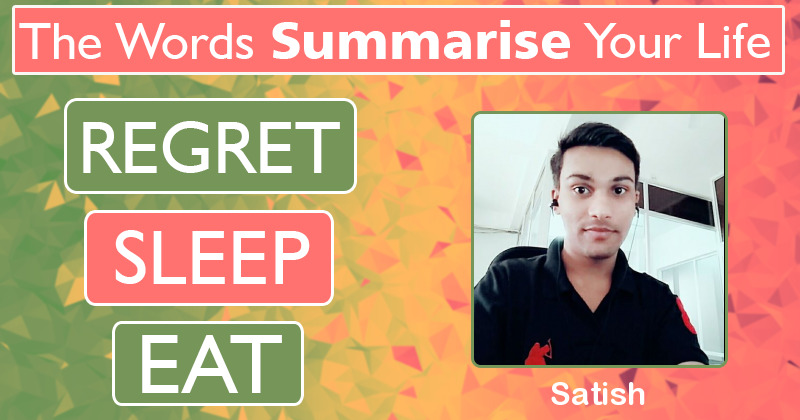 The Words Summarise Your Life
REGRET
SLEEP
EAT
Satish